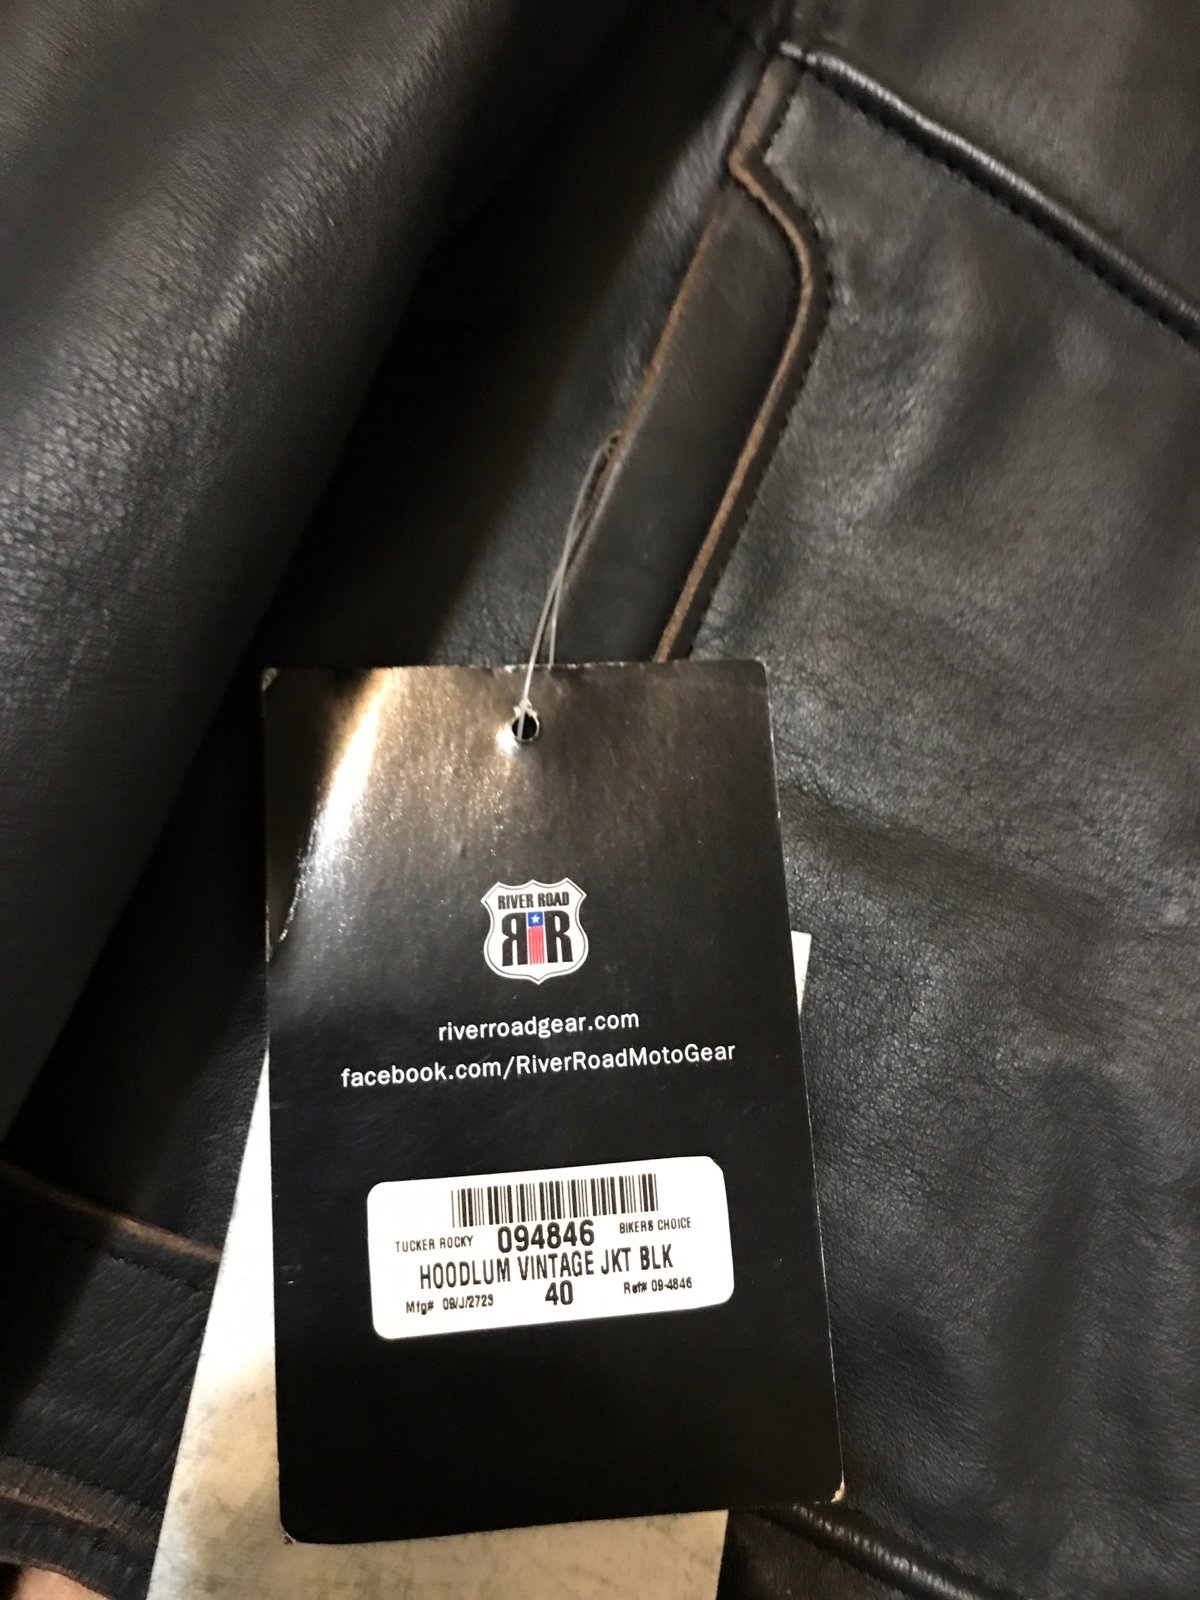 RIVER ROAD
RR
riverroadgear.com
facebook.com/RiverRoadMotoGear
TUCKER ROCKY 094846 BIKERS CHOICE
HOODLUM VINTAGE JKT BLK
Mfg# 09/J/2723 40 Ref# 09-4846